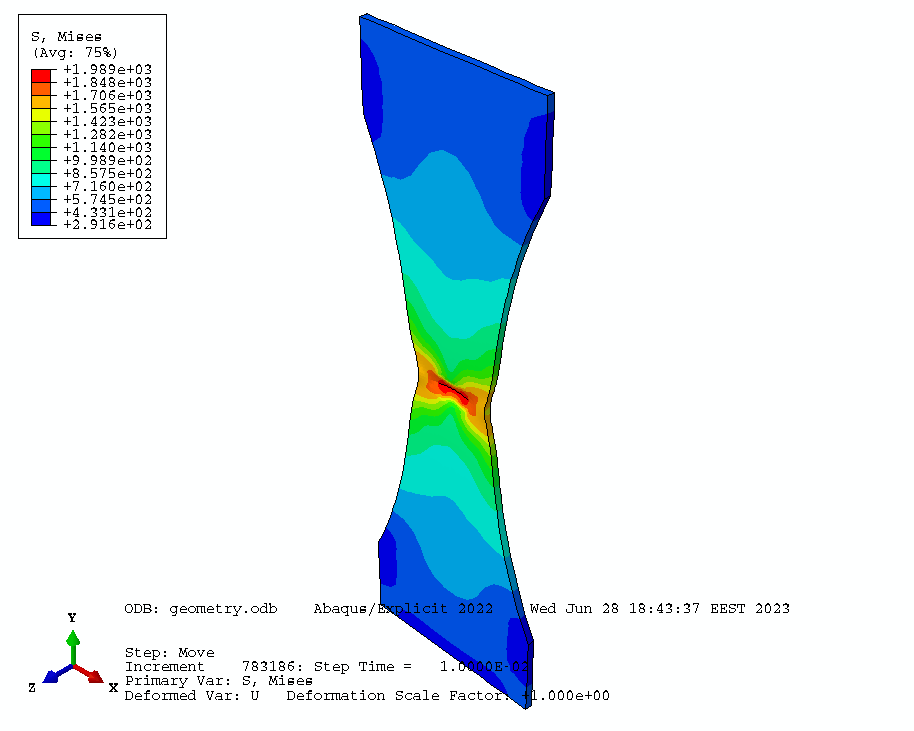 S, Mises
(Avg: 75%)
+1.989e+03
+1.848e+03
+1.706e+03
+1.565e+03
+1.423e+03
+1.282e+03
+1.140e+03
+9.989e+02
+8.575e+02
+7.160e+02
+5.745e+02
+4.331e+02
+2.916e+02
Y
Z X
ODB: geometry.odb Abaqus/Explicit 2022 Wed Jun 28 18:43:37 EEST 2023
Step: Move
Increment 783186: Step Time = 1.0000E-02
Primary Var: S, Mises
Deformed Var: U Deformation Scale Factor: +1.000e+00